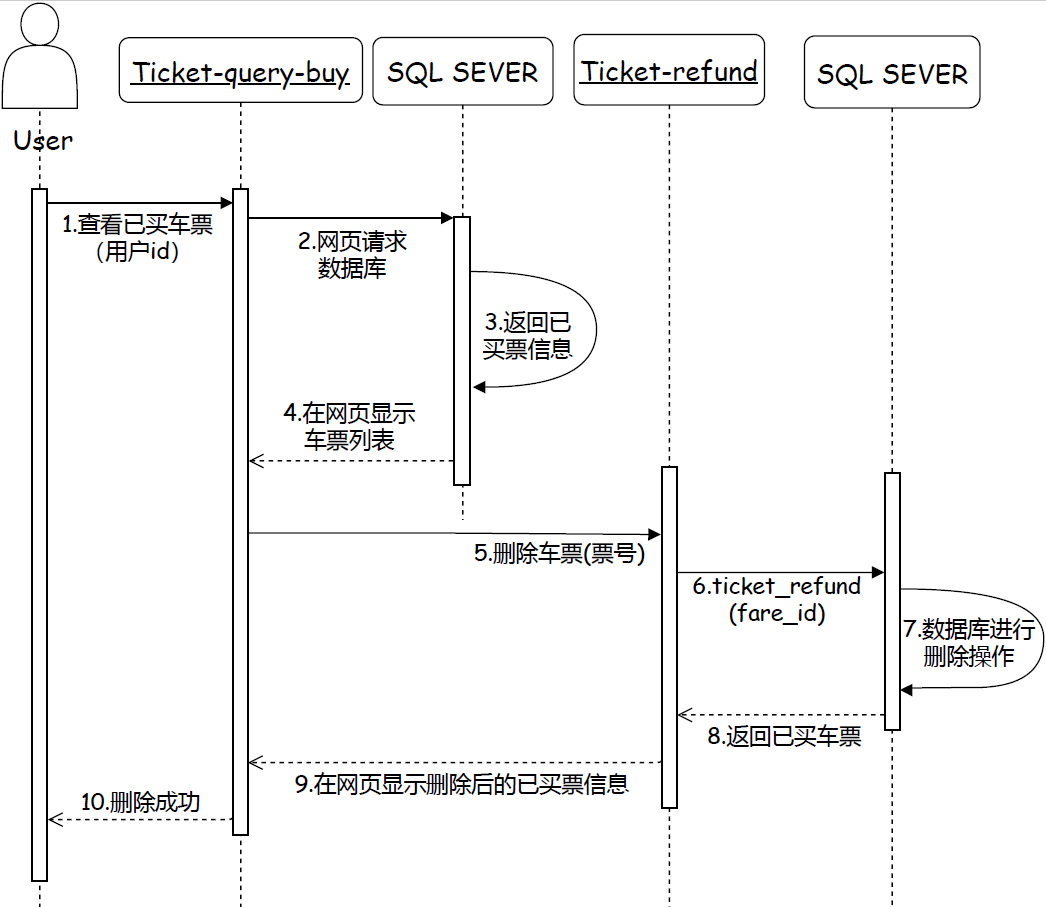 Ticket-query-buy
SQL SEVER
Ticket-refund
SQL SEVER
User
1.查看已买车票
（用户id）
2.网页请求
数据库
3.返回已
买票信息
4.在网页显示
车票列表
5.删除车票(票号)
6.ticket_refund
(fare_id)
7.数据库进行
删除操作
8.返回已买车票
9.在网页显示删除后的已买票信息
10.删除成功